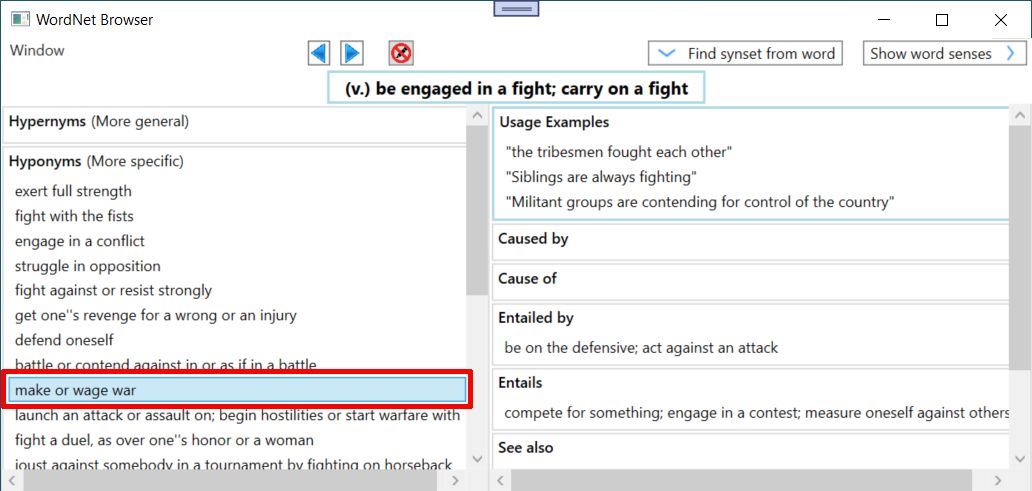 WordNet Browser
Window
Find synset from word
Show word senses
(v.) be engaged in a fight; carry on a fight
Hypernyms (More general)
Hyponyms (More specific)
exert full strength
fight with the fists
engage in a conflict
struggle in opposition
fight against or resist strongly
get one''s revenge for a wrong or an injury
defend oneself
battle or contend against in or as if in a battle
make or wage war
launch an attack or assault on; begin hostilities or start warfare with
fight a duel, as over one''s honor or a woman
joust against somebody in a tournament by fighting on horseback
Usage Examples
"the tribesmen fought each other"
"Siblings are always fighting"
"Militant groups are contending for control of the country"
Caused by
Cause of
Entailed by
be on the defensive; act against an attack
Entails
compete for something; engage in a contest; measure oneself against others
See also